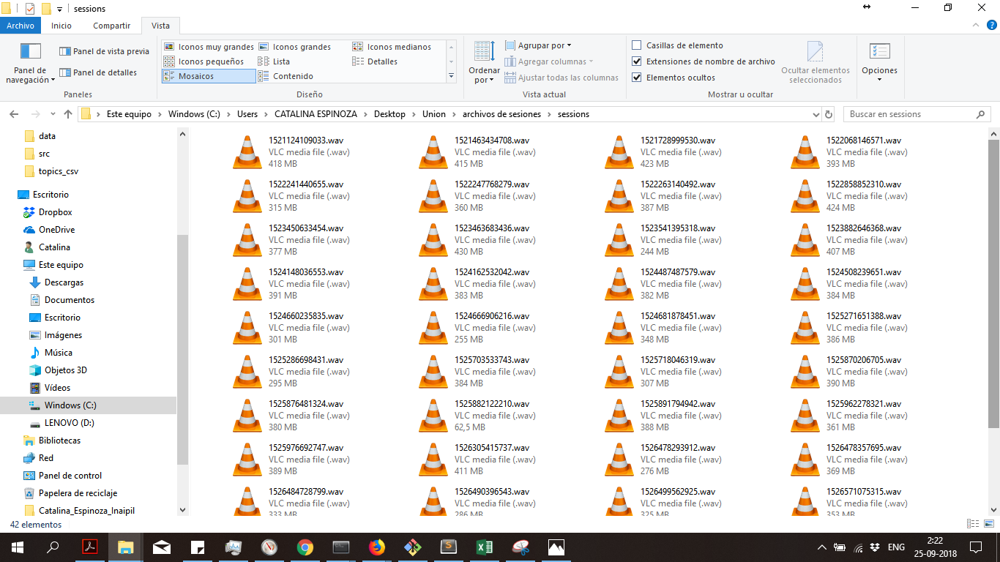 sessions
Archivo Inicio Compartir Vista
Panel de navegación
Panel de vista previa
Panel de detalles
Paneles
Iconos muy grandes Iconos grandes Iconos medianos
Iconos pequeños Lista Detalles
Mosaicos Contenido
Diseño
Ordenar por
Agrupar por
Agregar columnas
Ajustar todas las columnas
Vista actual
Casillas de elemento
Extensiones de nombre de archivo
Elementos ocultos
Ocultar elementos
seleccionados
Mostrar u ocultar
Opciones
Este equipo > Windows (C:) > Users > CATALINA ESPINOZA > Desktop > Union > archivos de sesiones > sessions
Buscar en sessions
data
src
topics_csv
Escritorio
Dropbox
OneDrive
Catalina
Este equipo
Descargas
Documentos
Escritorio
Imágenes
Música
Objetos 3D
Vídeos
Windows (C:)
LENOVO (D:)
Bibliotecas
Red
Panel de control
Papelera de reciclaje
Catalina_Espinoza_Inaipil
1521124109033.wav 1521463434708.wav 1521728999530.wav 1522068146571.wav
VLC media file (.wav) VLC media file (.wav) VLC media file (.wav) VLC media file (.wav)
418 MB 415 MB 423 MB 393 MB
1522241440655.wav 1522247768279.wav 1522263140492.wav 1522858852310.wav
VLC media file (.wav) VLC media file (.wav) VLC media file (.wav) VLC media file (.wav)
315 MB 360 MB 387 MB 424 MB
1523450633454.wav 1523463683436.wav 1523541395318.wav 1523882646368.wav
VLC media file (.wav) VLC media file (.wav) VLC media file (.wav) VLC media file (.wav)
377 MB 430 MB 244 MB 407 MB
1524148036553.wav 1524162532042.wav 1524487487579.wav 1524508239651.wav
VLC media file (.wav) VLC media file (.wav) VLC media file (.wav) VLC media file (.wav)
391 MB 383 MB 382 MB 384 MB
1524660235835.wav 1524666906216.wav 1524681878451.wav 1525271651388.wav
VLC media file (.wav) VLC media file (.wav) VLC media file (.wav) VLC media file (.wav)
301 MB 255 MB 348 MB 386 MB
1525286698431.wav 1525703533743.wav 1525718046319.wav 1525870206705.wav
VLC media file (.wav) VLC media file (.wav) VLC media file (.wav) VLC media file (.wav)
295 MB 384 MB 307 MB 390 MB
1525876481324.wav 1525882122210.wav 1525891794942.wav 1525962278321.wav
VLC media file (.wav) VLC media file (.wav) VLC media file (.wav) VLC media file (.wav)
380 MB 62,5 MB 388 MB 361 MB
1525976692747.wav 1526305415737.wav 1526478293912.wav 1526478357695.wav
VLC media file (.wav) VLC media file (.wav) VLC media file (.wav) VLC media file (.wav)
389 MB 411 MB 276 MB 369 MB
1526484728799.wav 1526490396543.wav 1526499562925.wav 1526571075315.wav
VLC media file (.wav) VLC media file (.wav) VLC media file (.wav) VLC media file (.wav)
333 MB 286 MB 325 MB 353 MB
42 elementos
ENG
2:22
25-09-2018